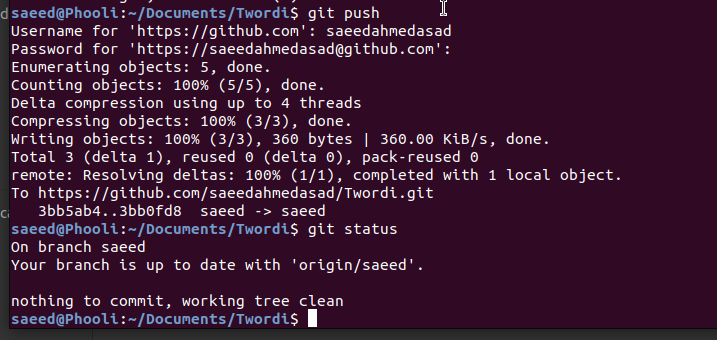 saeed@Phooli:~/Documents/Twordi$ git push
Username for 'https://github.com': saeedahmedasad
Password for 'https://saeedahmedasad@github.com':
Enumerating objects: 5, done.
Counting objects: 100% (5/5), done.
Delta compression using up to 4 threads
Compressing objects: 100% (3/3), done.
Writing objects: 100% (3/3), 360 bytes | 360.00 KiB/s, done.
Total 3 (delta 1), reused 0 (delta 0), pack-reused 0
remote: Resolving deltas: 100% (1/1), completed with 1 local object.
To https://github.com/saeedahmedasad/Twordi.git
   3bb5ab4..3bb0fd8  saeed -> saeed
saeed@Phooli:~/Documents/Twordi$ git status
On branch saeed
Your branch is up to date with 'origin/saeed'.

nothing to commit, working tree clean
saeed@Phooli:~/Documents/Twordi$